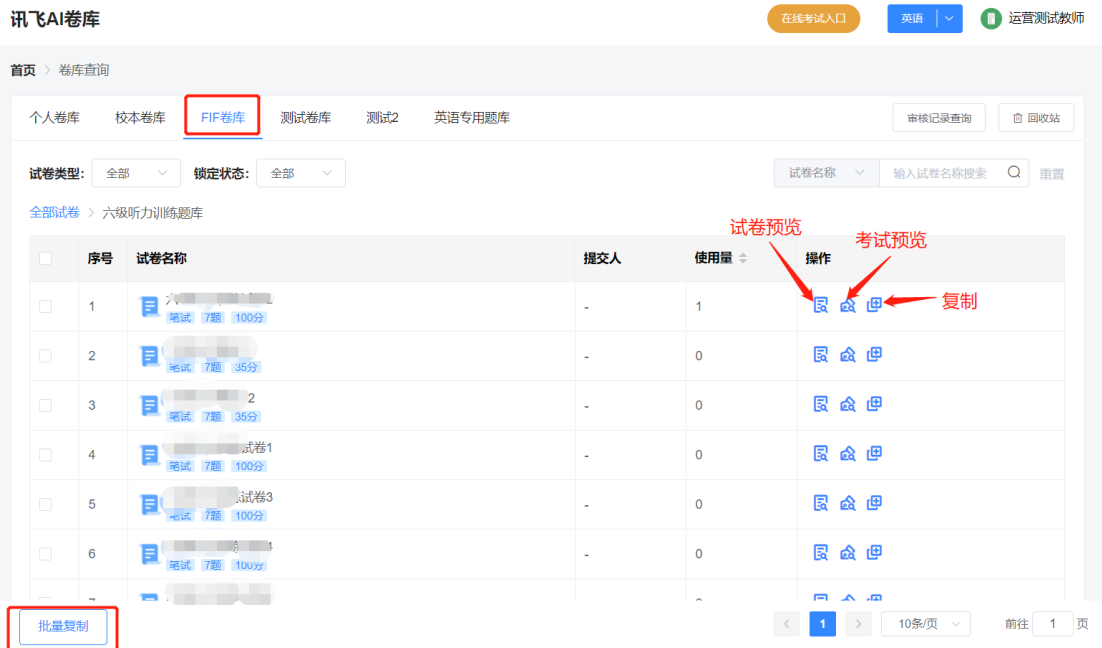 讯飞AI卷库
在线考试入口 英语 运营测试教师
首页 > 卷库查询
个人卷库 校本卷库 FIF卷库 测试卷库 测试2 英语专用题库 审核记录查询 回收站
试卷类型: 全部 锁定状态: 全部 试卷名称 输入试卷名称搜索 重置
全部试卷 > 六级听力训练题库
试卷预览
考试预览
序号 试卷名称 提交人 使用量 操作
复制
1 - 1
笔试 7题 100分
2 - 0
笔试 7题 35分
3 2 - 0
笔试 7题 35分
4 试卷1 - 0
笔试 7题 100分
5 试卷3 - 0
笔试 7题 100分
6 - 0
笔试 7题 100分
批量复制 < 1 > 10条/页 前往 1 页